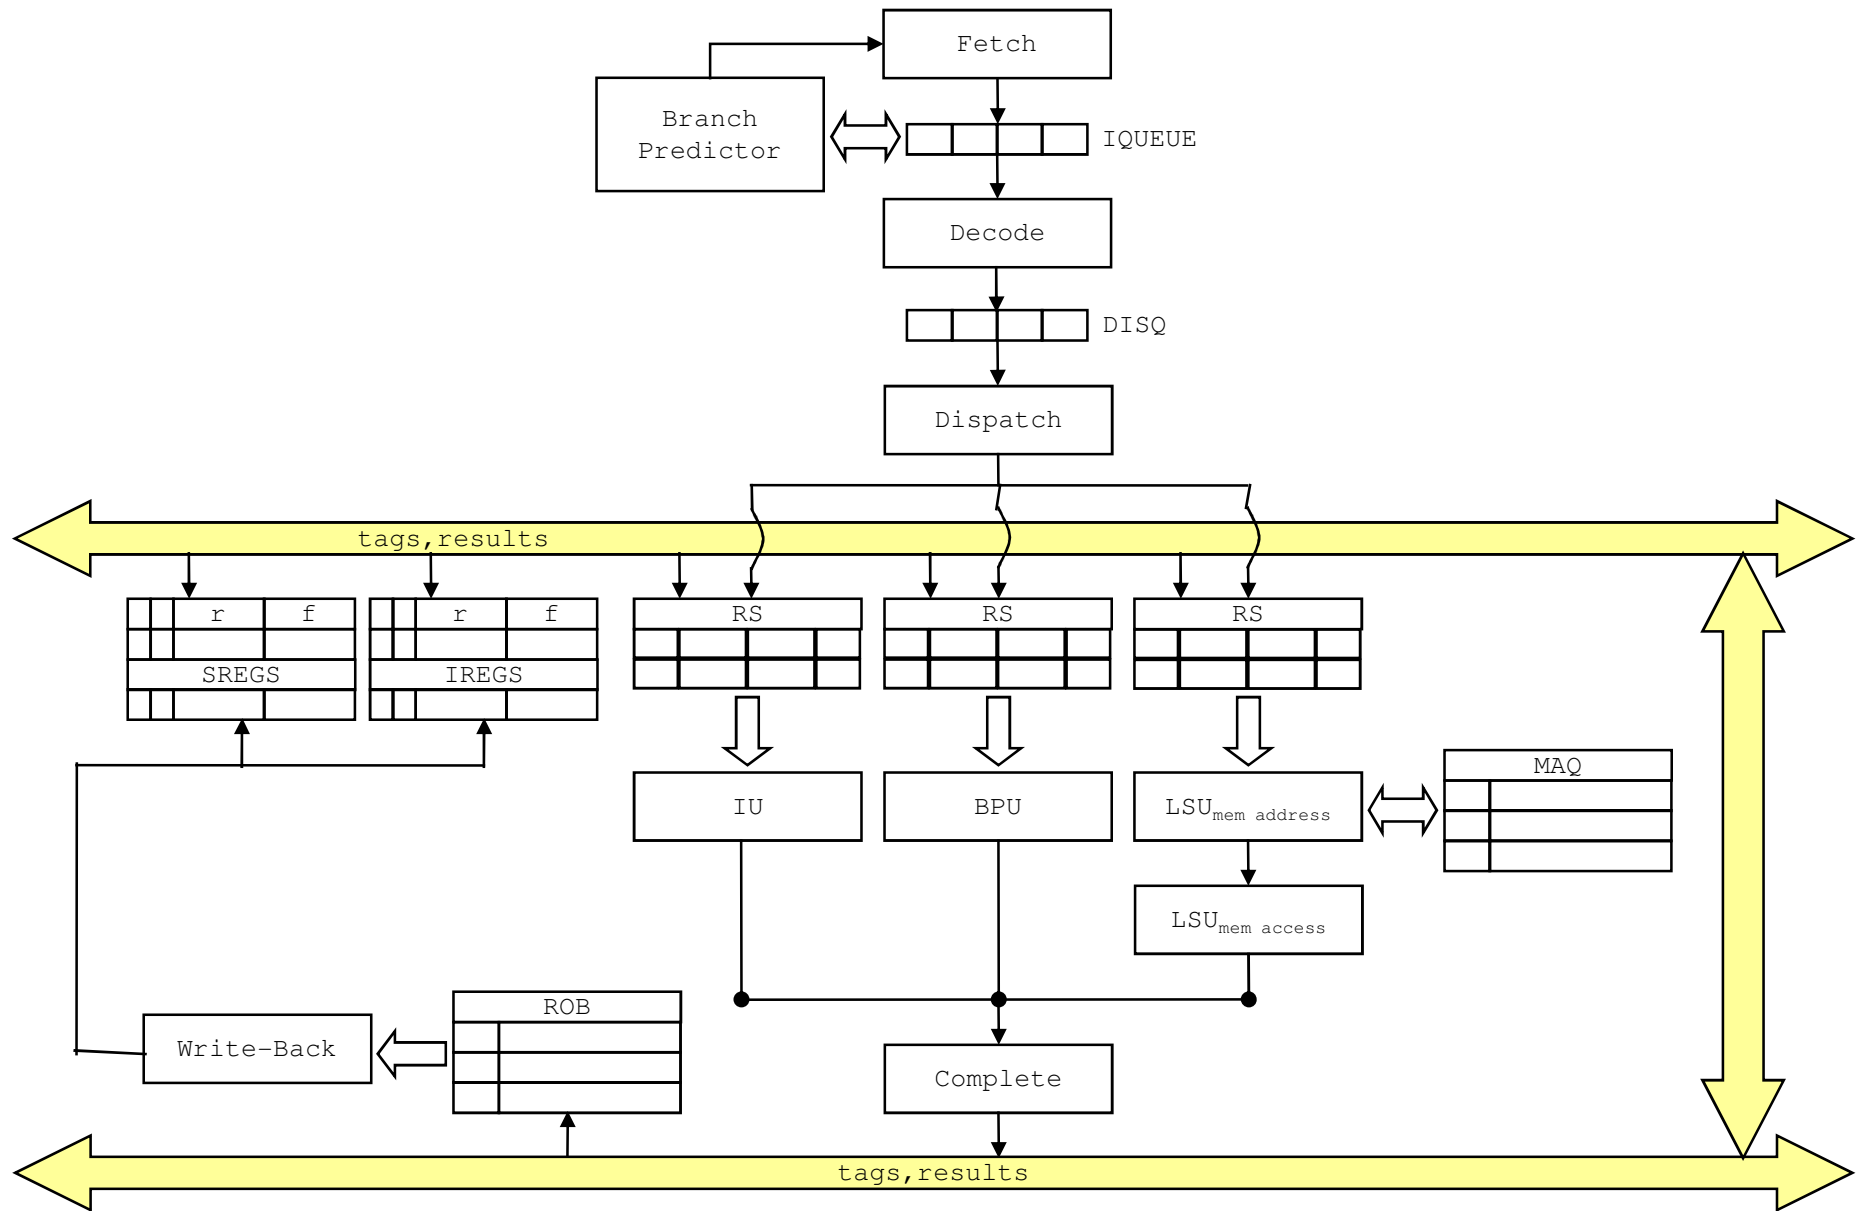 Fetch
Branch
Predictor
IQUEUE
Decode
DISQ
Dispatch
tags,results
r f
SREGS
r f
IREGS
RS
RS
RS
IU
BPU
LSUmem address
MAQ
LSUmem access
ROB
Write-Back
Complete
tags,results